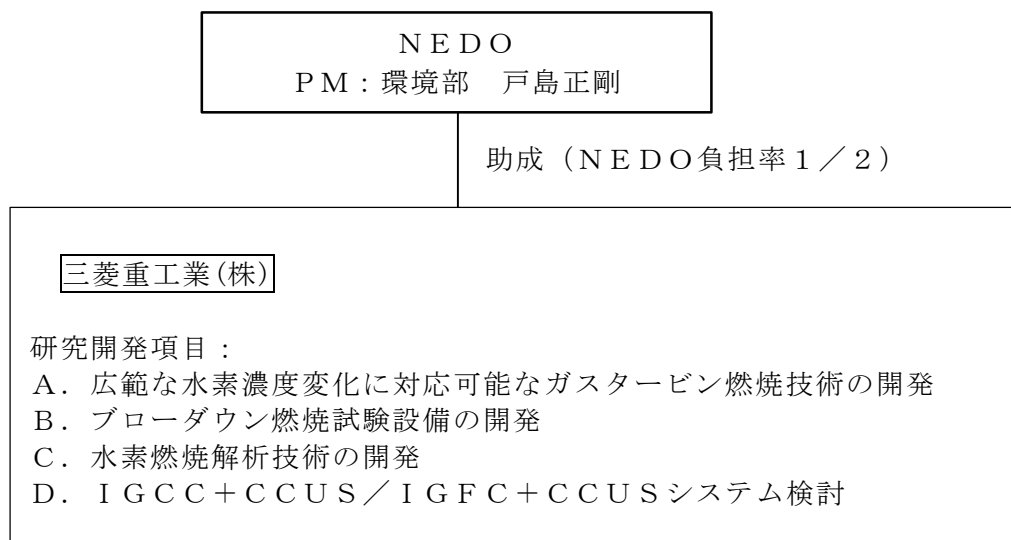 ＮＥＤＯ
ＰＭ：環境部　戸島正剛
助成（ＮＥＤＯ負担率１／２）
三菱重工業(株)
研究開発項目：
Ａ．広範な水素濃度変化に対応可能なガスタービン燃焼技術の開発
Ｂ．ブローダウン燃焼試験設備の開発
Ｃ．水素燃焼解析技術の開発
Ｄ．ＩＧＣＣ＋ＣＣＵＳ／ＩＧＦＣ＋ＣＣＵＳシステム検討